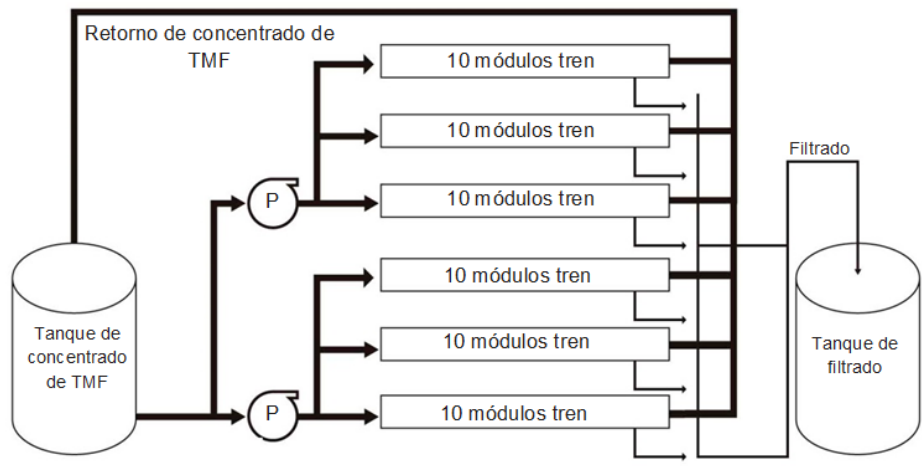 Retorno de concentrado de
TMF
10 módulos tren
10 módulos tren
Filtrado
10 módulos tren
P
10 módulos tren
Tanque de
concentrado
de TMF
10 módulos tren
Tanque de
filtrado
P
10 módulos tren